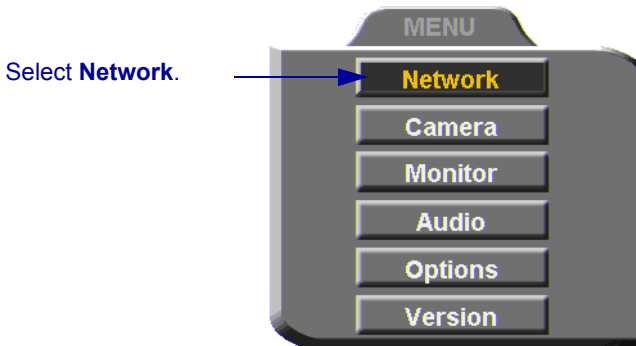 MENU
Select Network.
Network
Camera
Monitor
Audio
Options
Version